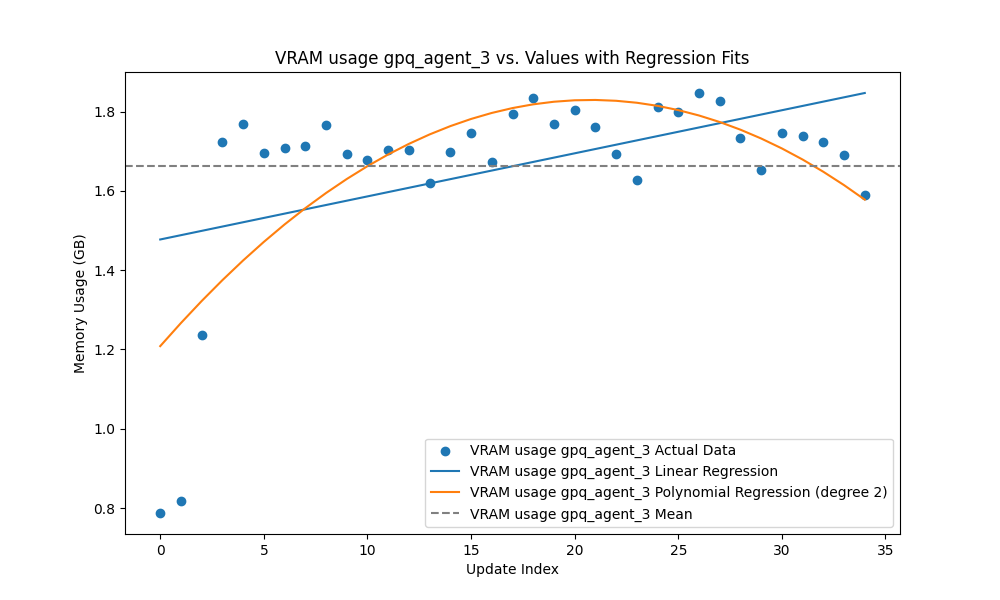 VRAM usage gpq_agent_3 vs. Values with Regression Fits
Memory Usage (GB)
1.8
1.6
1.4
1.2
1.0
0.8
VRAM usage gpq_agent_3 Actual Data
VRAM usage gpq_agent_3 Linear Regression
VRAM usage gpq_agent_3 Polynomial Regression (degree 2)
VRAM usage gpq_agent_3 Mean
0 5 10 15 20 25 30 35
Update Index